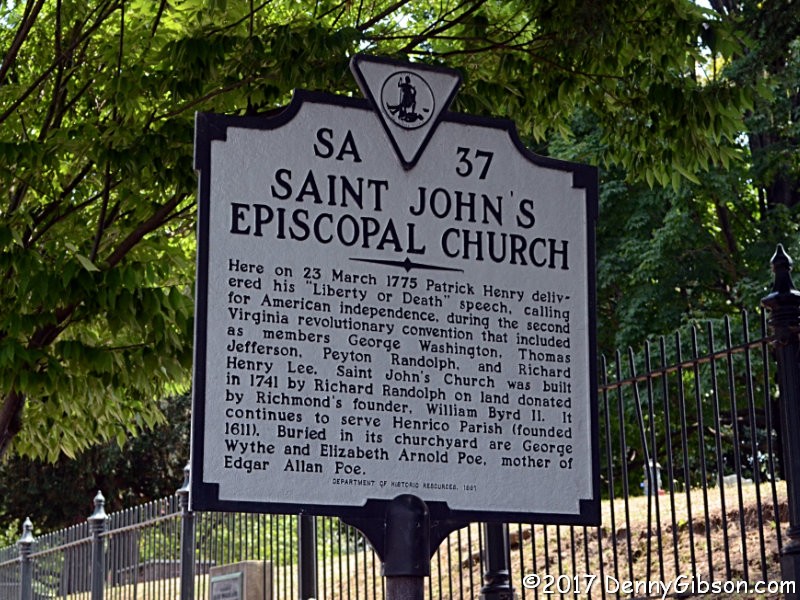 SA 37
SAINT JOHN'S
EPISCOPAL CHURCH
Here on 23 March 1775 Patrick Henry deliv-
ered his "Liberty or Death" speech, calling
for American independence, during the second
Virginia revolutionary convention that included
as members George Washington, Thomas
Jefferson, Peyton Randolph, and Richard
Henry Lee. Saint John's Church was built
in 1741 by Richard Randolph on land donated
by Richmond's founder, William Byrd II. It
continues to serve Henrico Parish (founded
1611). Buried in its churchyard are George
Wythe and Elizabeth Arnold Poe, mother of
Edgar Allan Poe.
DEPARTMENT OF HISTORIC RESOURCES,
©2017 DennyGibson.com